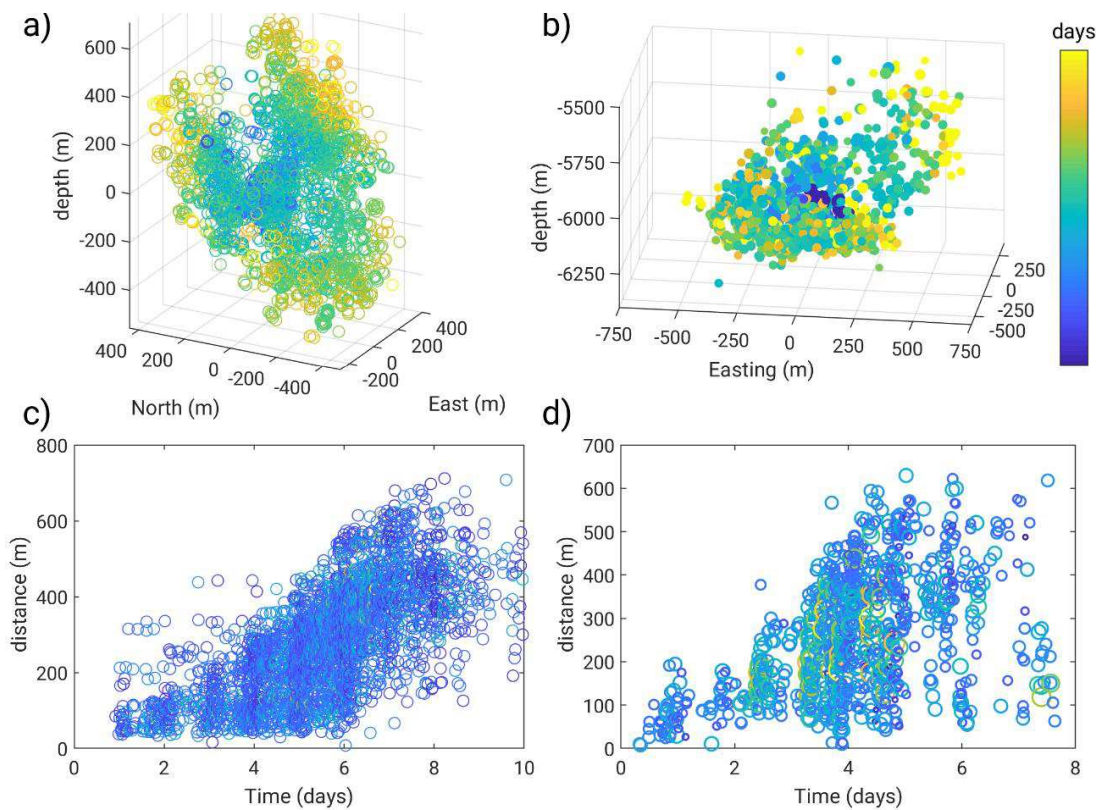 a)
600
400
200
0
-200
-400
depth (m)
400
200
0
-200
-400
North (m)
400
200
0
-200
East (m)
b)
days
-5500
-5750
-6000
-6250
depth (m)
-750
-500
-250
0
250
500
750
Easting (m)
250
0
-250
-500
c)
800
600
400
200
0
distance (m)
0 2 4 6 8 10
Time (days)
d)
700
600
500
400
300
200
100
0
distance (m)
0 2 4 6 8
Time (days)